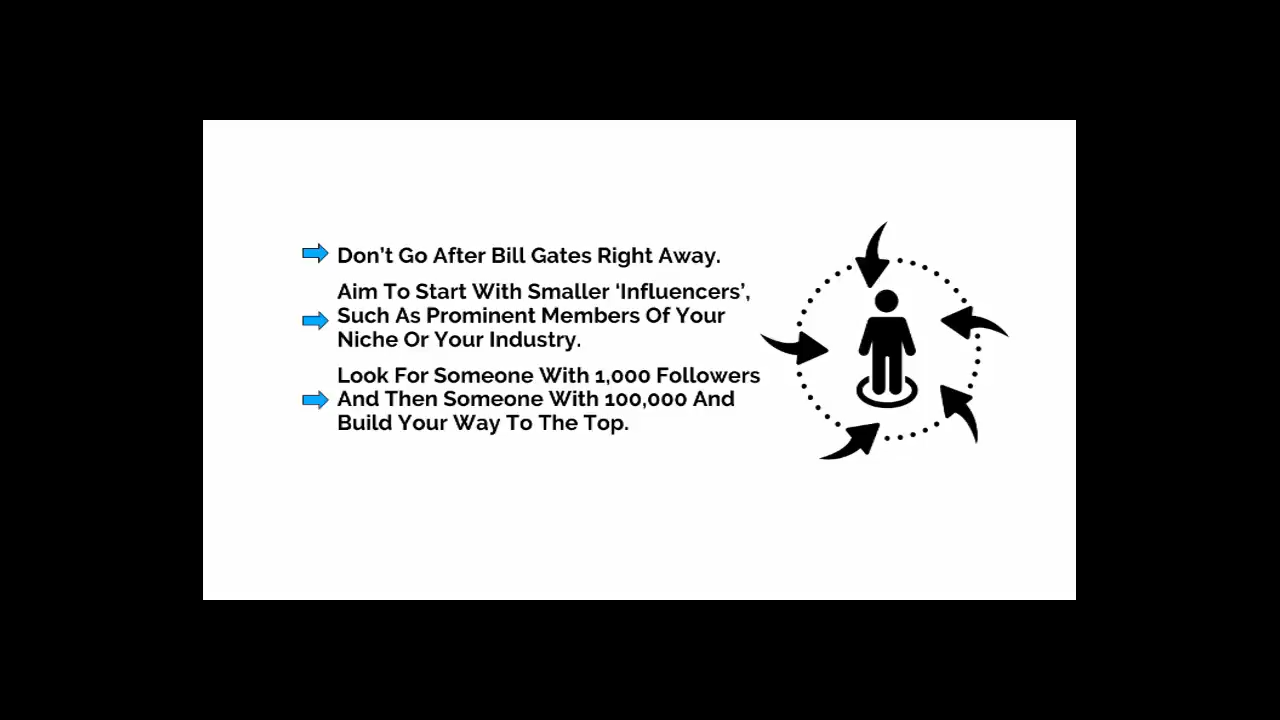 Don't Go After Bill Gates Right Away.
Aim To Start With Smaller ‘Influencers’,
Such As Prominent Members Of Your
Niche Or Your Industry.
Look For Someone With 1,000 Followers
And Then Someone With 100,000 And
Build Your Way To The Top.